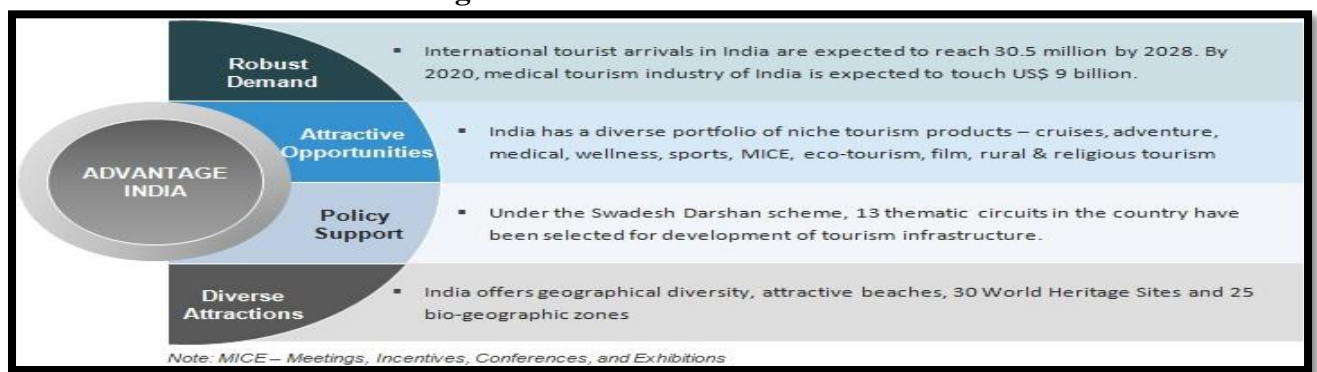 ADVANTAGE
INDIA
Robust
Demand
▪ International tourist arrivals in India are expected to reach 30.5 million by 2028. By
2020, medical tourism industry of India is expected to touch US$ 9 billion.
Attractive
Opportunities
▪ India has a diverse portfolio of niche tourism products – cruises, adventure,
medical, wellness, sports, MICE, eco-tourism, film, rural & religious tourism
Policy
Support
▪ Under the Swadesh Darshan scheme, 13 thematic circuits in the country have
been selected for development of tourism infrastructure.
Diverse
Attractions
▪ India offers geographical diversity, attractive beaches, 30 World Heritage Sites and 25
bio-geographic zones
Note: MICE – Meetings, Incentives, Conferences, and Exhibitions